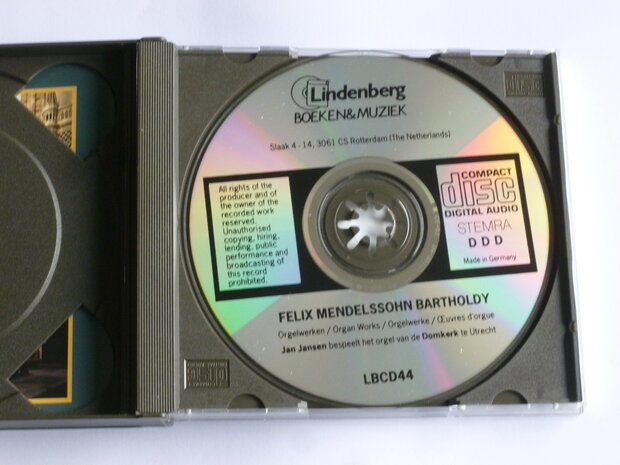 Lindenberg
BOEKEN&MUZIEK
Slaak 4 - 14, 3061 CS Rotterdam (The Netherlands)
All rights of the
producer and of
the owner of the
recorded work
reserved.
Unauthorised
copying, hiring,
lending, public
performance and
broadcasting of
this record
prohibited.
COMPACT
disc
DIGITAL AUDIO
STEMRA
D D D
Made in Germany
FELIX MENDELSSOHN BARTHOLDY
Orgelwerken / Organ Works / Orgelwerke / Œuvres d'orgue
Jan Jansen bespeelt het orgel van de Domkerk te Utrecht
LBCD44